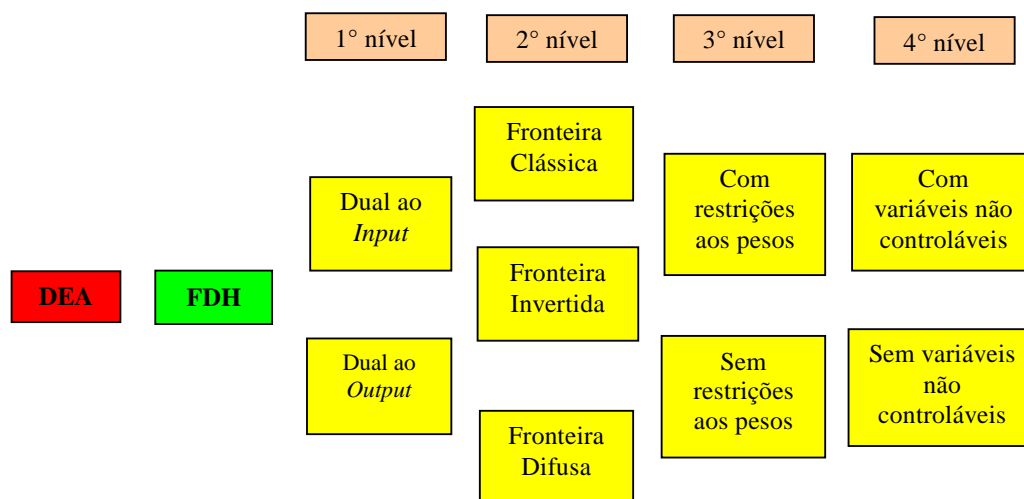 1° nível
2° nível
3° nível
4° nível
DEA
FDH
Dual ao
Input
Dual ao
Output
Fronteira
Clássica
Fronteira
Invertida
Fronteira
Difusa
Com
restrições
aos pesos
Sem
restrições
aos pesos
Com
variáveis não
controláveis
Sem variáveis
não
controláveis